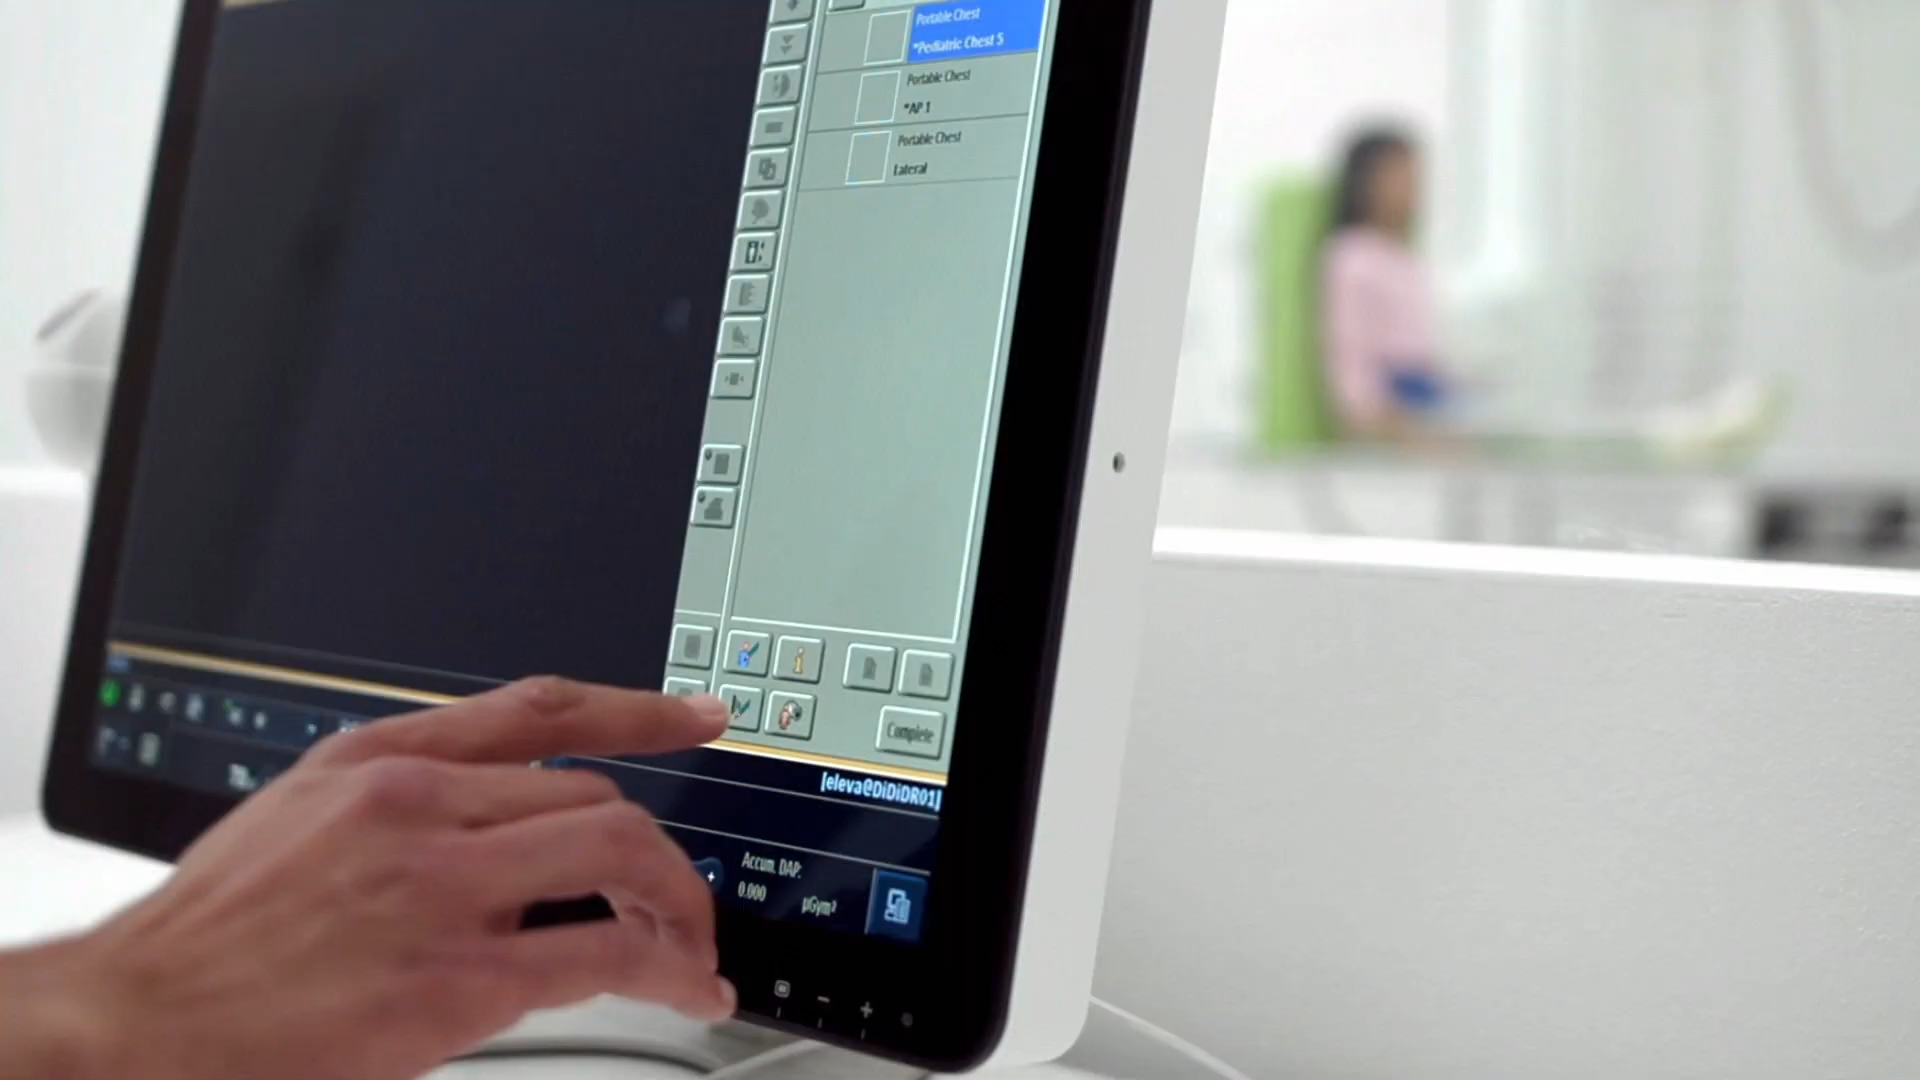 Portable Chest
*Pediatric Chest 5
Portable Chest
*AP 1
Portable Chest
Lateral
Complete
[eleva@DiDiDR01]
Accum. DAP:
0.000 µGym²